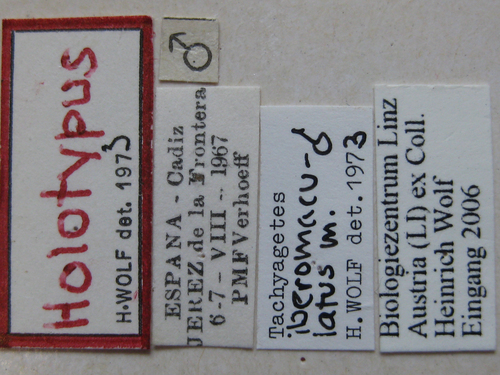 Holotypus
H.WOLF det. 1973
♂
ESPANA - Cadiz
JEREZ de la Frontera
6-7-VIII--1967
PMFVerhoeff
Tachyagetes
iberomacu- ♂
latus m.
H.WOLF det. 1973
Biologiezentrum Linz
Austria (LI) ex Coll.
Heinrich Wolf
Eingang 2006